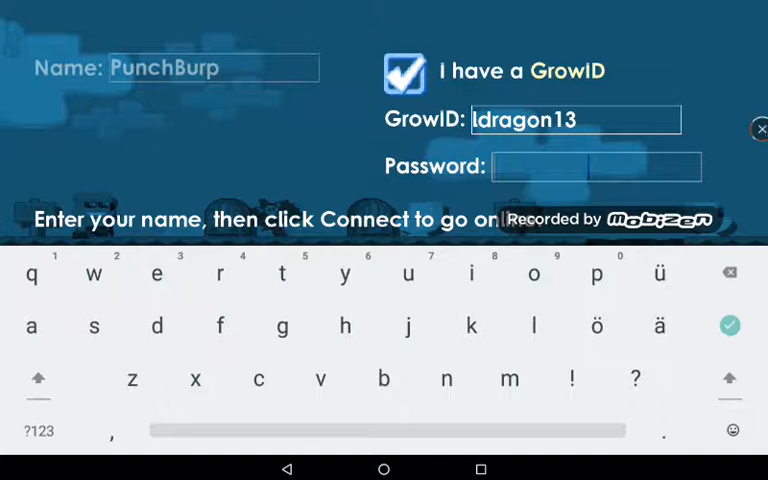 Name: PunchBurp
I have a GrowID
GrowID: ldragon13
Password:
Enter your name, then click Connect to go
Recorded by mobizen
1 2 3 4 5 6 7 8 9 0
q w e r t y u i o p ü
a s d f g h j k l ö ä
z x c v b n m ! ?
?123 , .